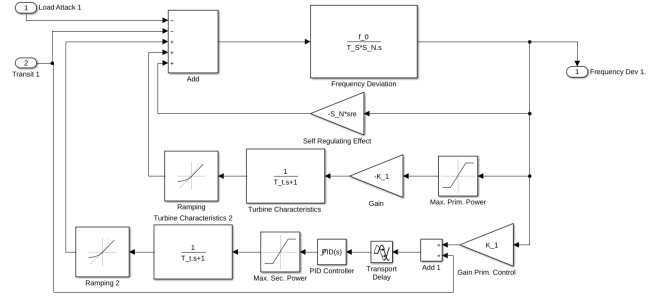 1
Load Attack 1
2
Transit 1
Add
f_0
T_S*S_N.s
Frequency Deviation
1
Frequency Dev 1.
-S_N*sre
Self Regulating Effect
Ramping
1
T_t.s+1
Turbine Characteristics
-K_1
Gain
Max. Prim. Power
Ramping 2
Turbine Characteristics 2
1
T_t.s+1
Max. Sec. Power
PID(s)
PID Controller
Transport
Delay
Add 1
K_1
Gain Prim. Control